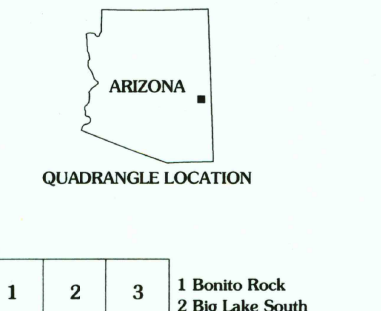 ARIZONA
QUADRANGLE LOCATION
1 2 3
1 Bonito Rock
2 Big Lake South